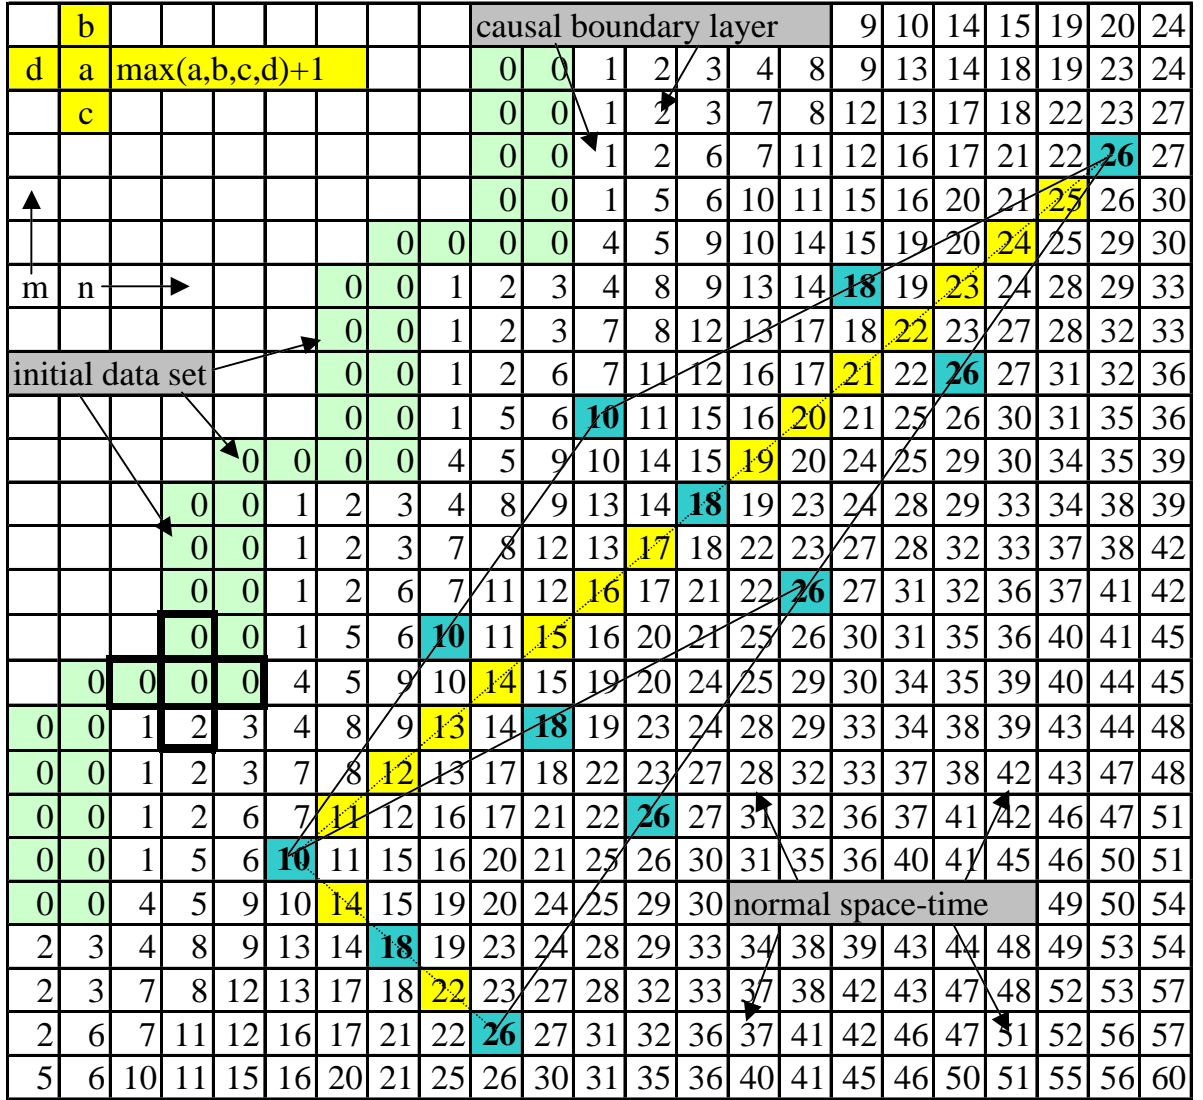 b causal boundary layer 9 10 14 15 19 20 24
d a max(a,b,c,d)+1 0 0 1 2 3 4 8 9 13 14 18 19 23 24
c 0 0 1 2 3 7 8 12 13 17 18 22 23 27
0 0 1 2 6 7 11 12 16 17 21 22 26 27
0 0 1 5 6 10 11 15 16 20 21 25 26 30
0 0 0 0 4 5 9 10 14 15 19 20 24 25 29 30
m n 0 0 1 2 3 4 8 9 13 14 18 19 23 24 28 29 33
0 0 1 2 3 7 8 12 13 17 18 22 23 27 28 32 33
initial data set 0 0 1 2 6 7 11 12 16 17 21 22 26 27 31 32 36
0 0 1 5 6 10 11 15 16 20 21 25 26 30 31 35 36
0 0 0 0 4 5 9 10 14 15 19 20 24 25 29 30 34 35 39
0 0 1 2 3 4 8 9 13 14 18 19 23 24 28 29 33 34 38 39
0 0 1 2 3 7 8 12 13 17 18 22 23 27 28 32 33 37 38 42
0 0 1 2 6 7 11 12 16 17 21 22 26 27 31 32 36 37 41 42
0 0 1 5 6 10 11 15 16 20 21 25 26 30 31 35 36 40 41 45
0 0 0 0 4 5 9 10 14 15 19 20 24 25 29 30 34 35 39 40 44 45
0 0 1 2 3 4 8 9 13 14 18 19 23 24 28 29 33 34 38 39 43 44 48
0 0 1 2 3 7 8 12 13 17 18 22 23 27 28 32 33 37 38 42 43 47 48
0 0 1 2 6 7 11 12 16 17 21 22 26 27 31 32 36 37 41 42 46 47 51
0 0 1 5 6 10 11 15 16 20 21 25 26 30 31 35 36 40 41 45 46 50 51
0 0 4 5 9 10 14 15 19 20 24 25 29 30 normal space-time 49 50 54
2 3 4 8 9 13 14 18 19 23 24 28 29 33 34 38 39 43 44 48 49 53 54
2 3 7 8 12 13 17 18 22 23 27 28 32 33 37 38 42 43 47 48 52 53 57
2 6 7 11 12 16 17 21 22 26 27 31 32 36 37 41 42 46 47 51 52 56 57
5 6 10 11 15 16 20 21 25 26 30 31 35 36 40 41 45 46 50 51 55 56 60